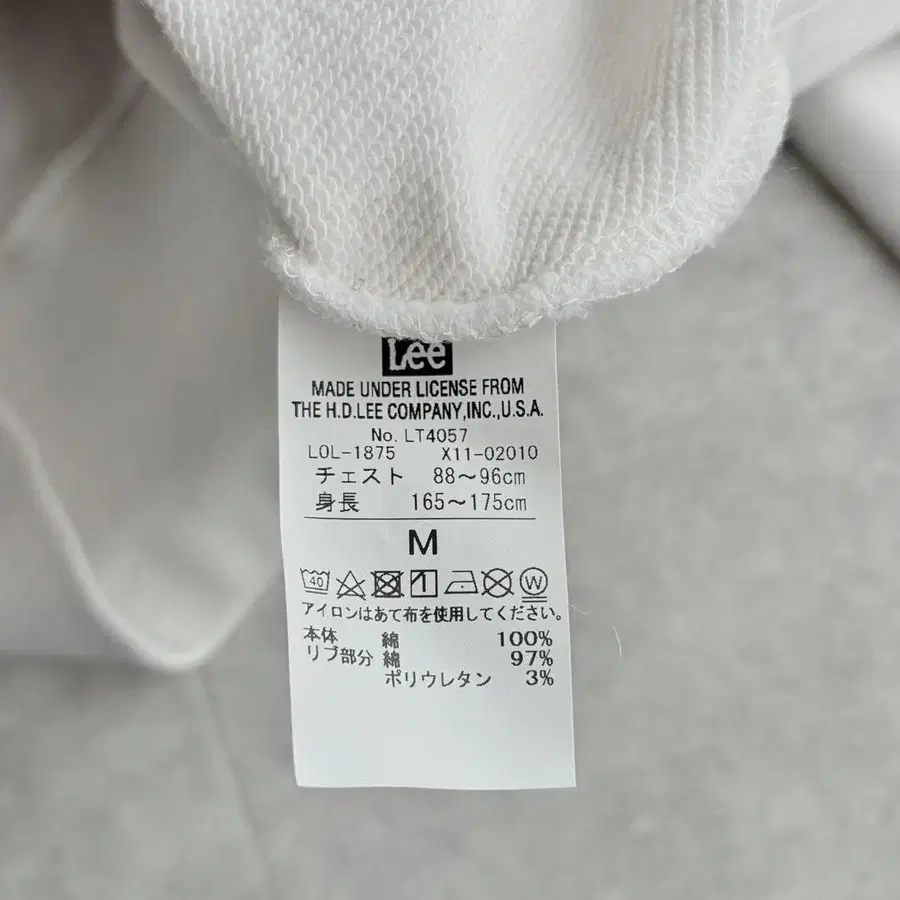 Lee
MADE UNDER LICENSE FROM
THE H.D.LEE COMPANY,INC.,U.S.A.
No. LT4057
LOL-1875 X11-02010
チェスト 88～96cm
身長 165～175cm
M
40 W
アイロンはあて布を使用してください。
本体 綿 100%
リブ部分 綿 97%
ポリウレタン 3%